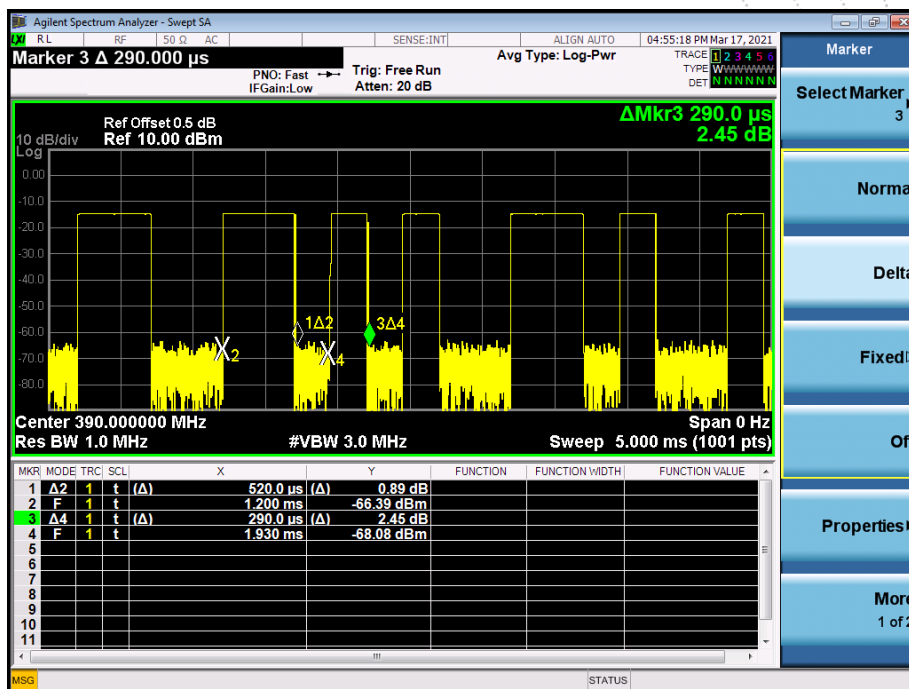 Agilent Spectrum Analyzer - Swept SA
LXI RL RF 50 Ω AC SENSE:INT ALIGN AUTO 04:55:18 PM Mar 17, 2021
Marker 3 Δ 290.000 µs
PNO: Fast
IFGain:Low
Trig: Free Run
Atten: 20 dB
Avg Type: Log-Pwr
TRACE 1 2 3 4 5 6
TYPE WWWWWW
DET N N N N N N
ΔMkr3 290.0 µs
2.45 dB
Ref Offset 0.5 dB
10 dB/div Ref 10.00 dBm
Log
0.00
-10.0
-20.0
-30.0
-40.0
-50.0
-60.0
-70.0
-80.0
1Δ2
3Δ4
X2
X4
Center 390.000000 MHz Span 0 Hz
Res BW 1.0 MHz #VBW 3.0 MHz Sweep 5.000 ms (1001 pts)
MKR MODE TRC SCL X Y FUNCTION FUNCTION WIDTH FUNCTION VALUE
1 Δ2 1 t (Δ) 520.0 µs (Δ) 0.89 dB
2 F 1 t 1.200 ms -66.39 dBm
3 Δ4 1 t (Δ) 290.0 µs (Δ) 2.45 dB
4 F 1 t 1.930 ms -68.08 dBm
5
6
7
8
9
10
11
MSG STATUS
Marker
Select Marker
3
Norma
Delta
Fixed
Of
Properties
More
1 of 2